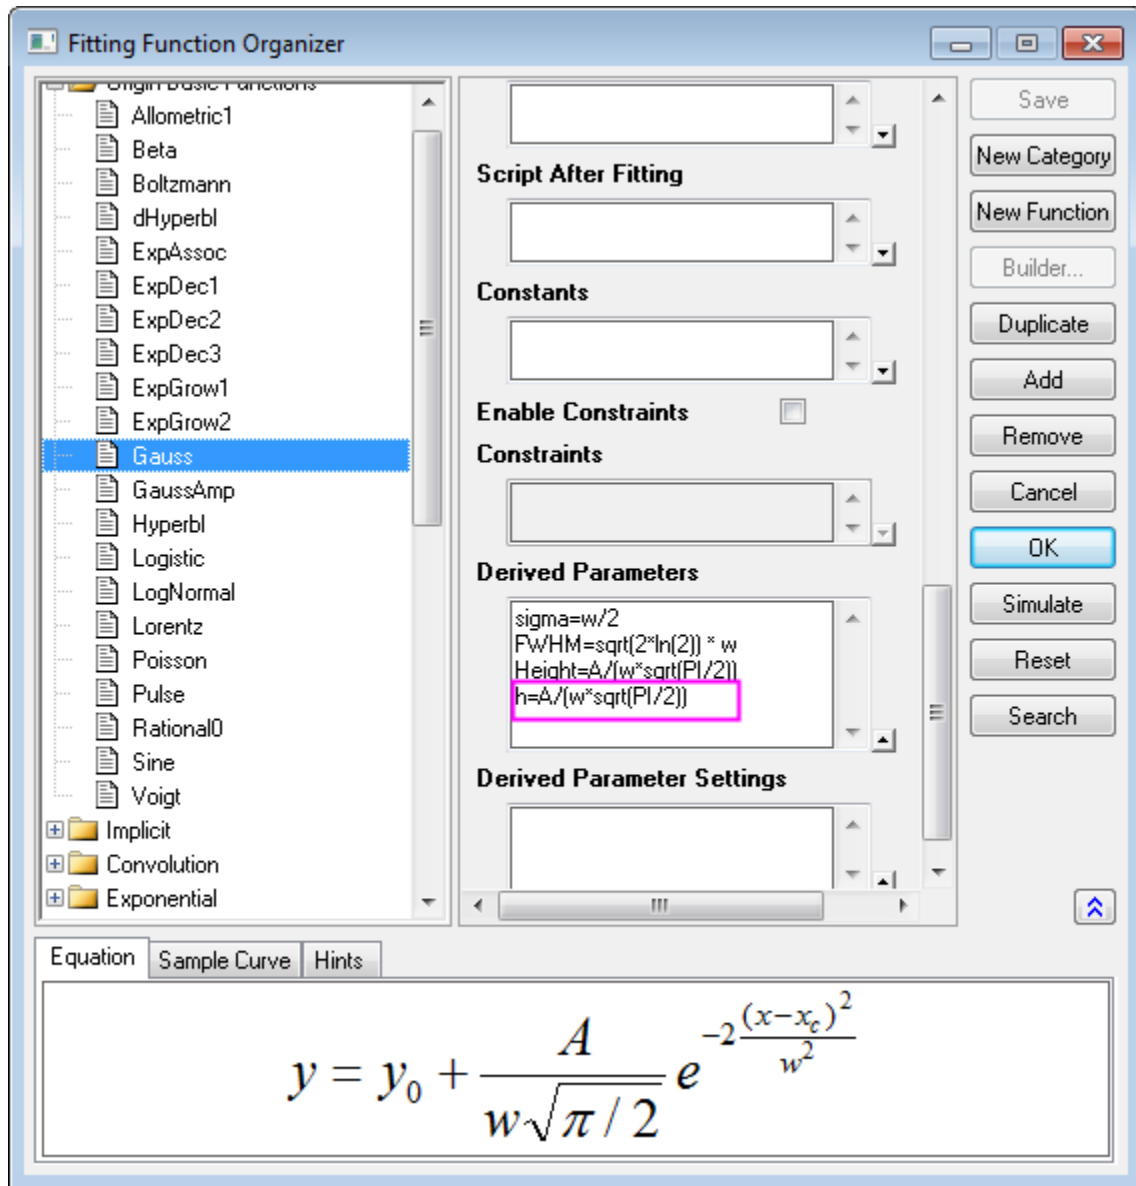 Fitting Function Organizer
Origin Basic Functions
Allometric1
Beta
Boltzmann
dHyperbl
ExpAssoc
ExpDec1
ExpDec2
ExpDec3
ExpGrow1
ExpGrow2
Gauss
GaussAmp
Hyperbl
Logistic
LogNormal
Lorentz
Poisson
Pulse
Rational0
Sine
Voigt
Implicit
Convolution
Exponential
Script After Fitting
Constants
Enable Constraints
Constraints
Derived Parameters
sigma=w/2
FWHM=sqrt(2*ln(2)) * w
Height=A/(w*sqrt(PI/2))
h=A/(w*sqrt(PI/2))
Derived Parameter Settings
Save
New Category
New Function
Builder...
Duplicate
Add
Remove
Cancel
OK
Simulate
Reset
Search
Equation Sample Curve Hints
y = y₀ + A / (w√(π / 2)) e^(−2(x−x_c)²/w²)